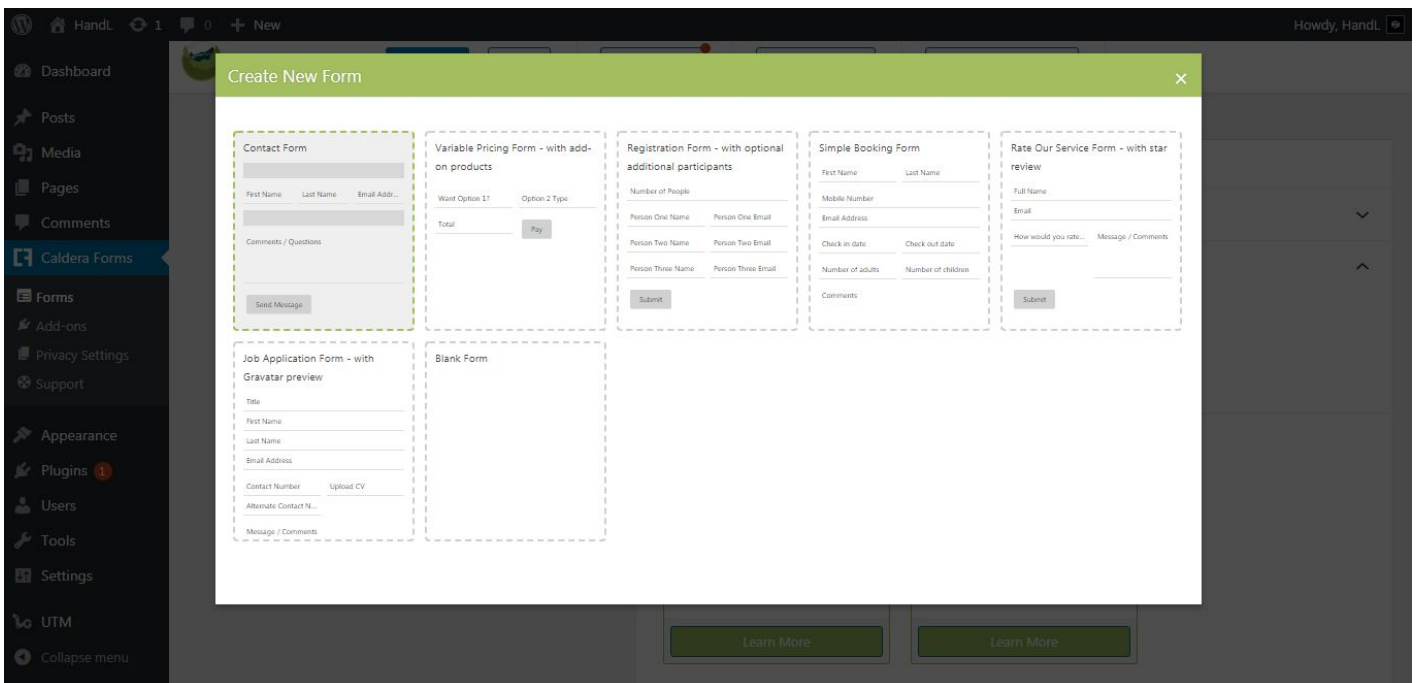 HandL 1 0 + New Howdy, HandL
Dashboard
Posts
Media
Pages
Comments
Caldera Forms
Forms
Add-ons
Privacy Settings
Support
Appearance
Plugins 1
Users
Tools
Settings
UTM
Collapse menu
Create New Form ×
Contact Form
First Name Last Name Email Addr...
Comments / Questions
Send Message
Variable Pricing Form - with add-
on products
Want Option 1? Option 2 Type
Total Pay
Registration Form - with optional
additional participants
Number of People
Person One Name Person One Email
Person Two Name Person Two Email
Person Three Name Person Three Email
Submit
Simple Booking Form
First Name Last Name
Mobile Number
Email Address
Check in date Check out date
Number of adults Number of children
Comments
Rate Our Service Form - with star
review
Full Name
Email
How would you rate... Message / Comments
Submit
Job Application Form - with
Gravatar preview
Title
First Name
Last Name
Email Address
Contact Number Upload CV
Alternate Contact N...
Message / Comments
Blank Form
Learn More Learn More